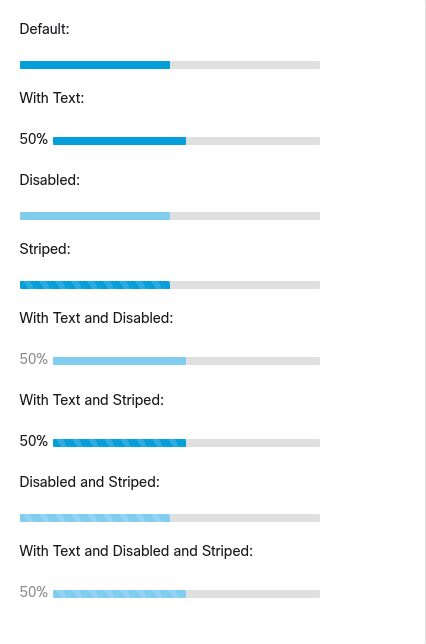 Default:
With Text:
50%
Disabled:
Striped:
With Text and Disabled:
50%
With Text and Striped:
50%
Disabled and Striped:
With Text and Disabled and Striped:
50%